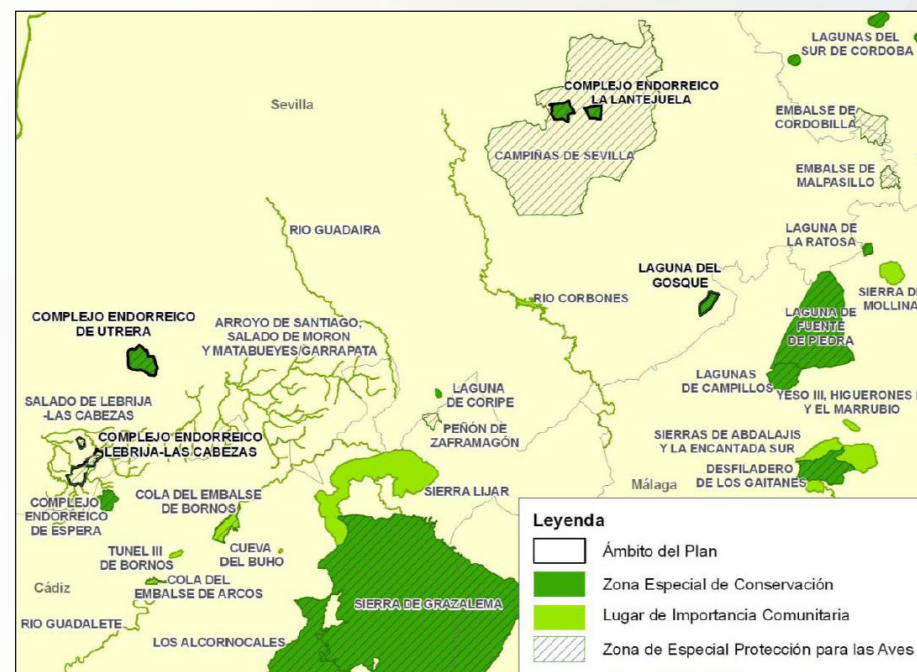 LAGUNAS DEL
SUR DE CORDOBA
COMPLEJO ENDORREICO
LA LANTEJUELA
Sevilla
EMBALSE DE
CORDOBILLA
CAMPIÑAS DE SEVILLA
EMBALSE DE
MALPASILLO
RIO GUADAIRA
LAGUNA DE
LA RATOSA
LAGUNA DEL
GOSQUE
SIERRA DE
MOLLINA
RIO CORBONES
COMPLEJO ENDORREICO
DE UTRERA
ARROYO DE SANTIAGO,
SALADO DE MORON
Y MATABUEYES/GARRAPATA
LAGUNA DE
FUENTE
DE PIEDRA
LAGUNAS
DE CAMPILLOS
LAGUNA
DE CORIPE
SALADO DE LEBRIJA
-LAS CABEZAS
YESO III, HIGUERONES
Y EL MARRUBIO
PEÑÓN DE
ZAFRAMAGÓN
COMPLEJO ENDORREICO
LEBRIJA-LAS CABEZAS
SIERRAS DE ABDALAJIS
Y LA ENCANTADA SUR
DESFILADERO
DE LOS GAITANES
COLA DEL EMBALSE
DE BORNOS
SIERRA LIJAR
Málaga
COMPLEJO
ENDORREICO
DE ESPERA
TUNEL III
DE BORNOS
CUEVA
DEL BUHO
Cádiz
COLA DEL
EMBALSE DE ARCOS
SIERRA DE GRAZALEMA
RIO GUADALETE
LOS ALCORNOCALES
Leyenda
Ámbito del Plan
Zona Especial de Conservación
Lugar de Importancia Comunitaria
Zona de Especial Protección para las Aves